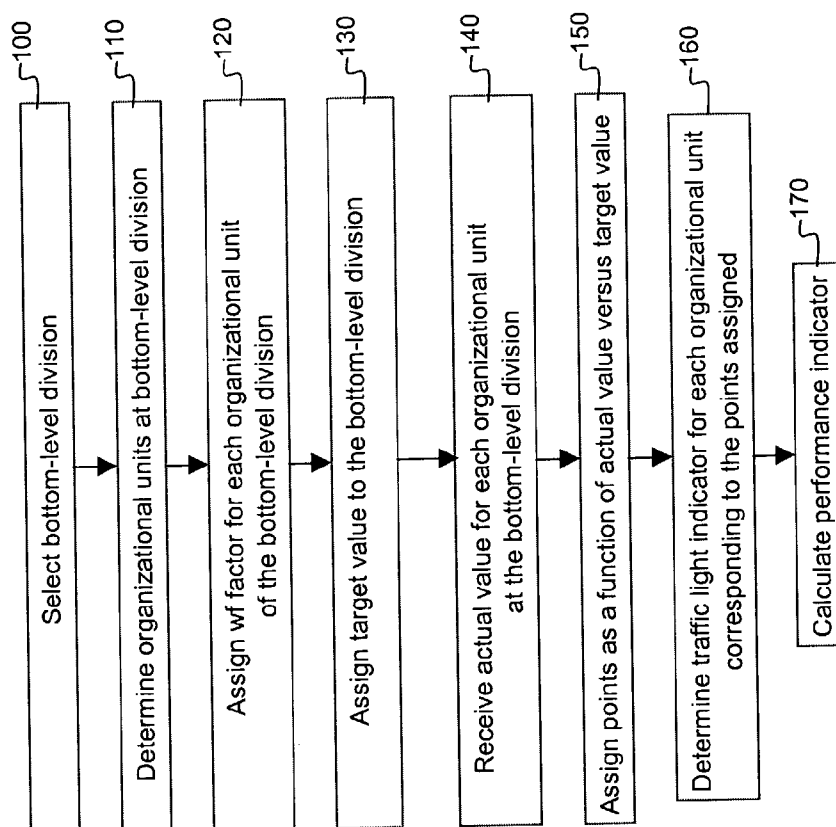 Select bottom-level division
100
Determine organizational units at bottom-level division
110
Assign wf factor for each organizational unit
of the bottom-level division
120
Assign target value to the bottom-level division
130
Receive actual value for each organizational unit
at the bottom-level division
140
Assign points as a function of actual value versus target value
150
Determine traffic light indicator for each organizational unit
corresponding to the points assigned
160
Calculate performance indicator
170